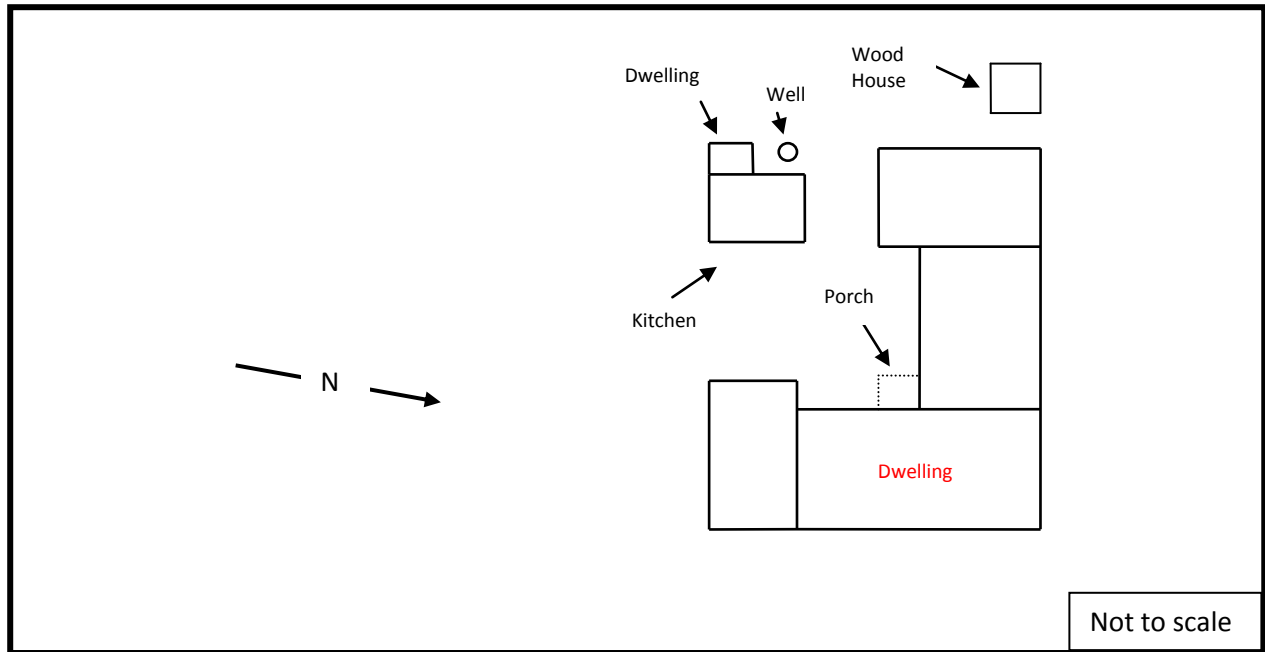 Wood
House
Dwelling
Well
Porch
Kitchen
N
Dwelling
Not to scale